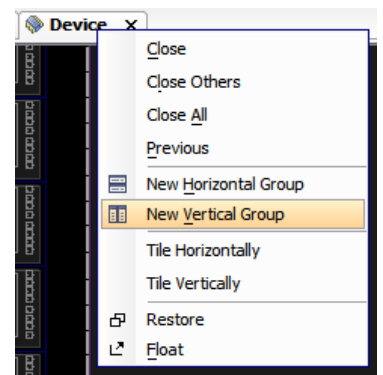 Device
Close
Close Others
Close All
Previous
New Horizontal Group
New Vertical Group
Tile Horizontally
Tile Vertically
Restore
Float